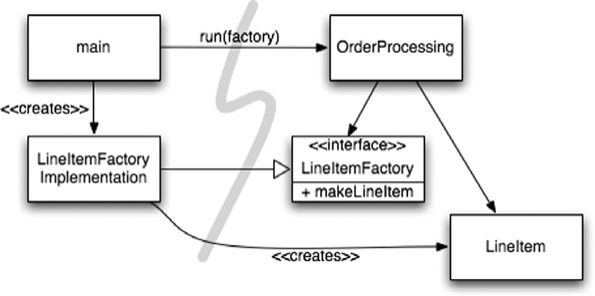 main
run(factory)
OrderProcessing
<<creates>>
LineItemFactory
Implementation
<<interface>>
LineItemFactory
+ makeLineItem
<<creates>>
LineItem